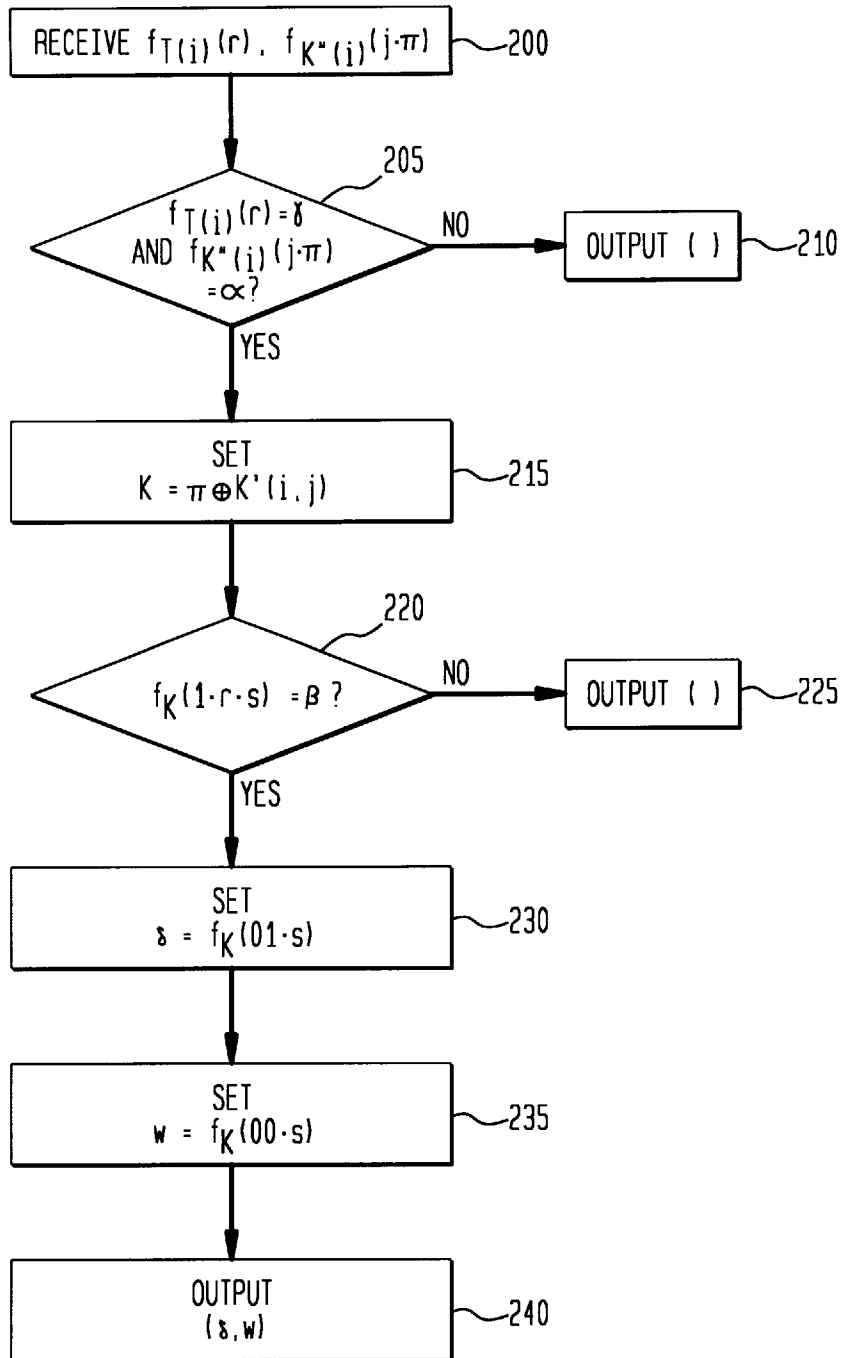 RECEIVE f_T(i)(r), f_K"(i)(j·π)
200
205
f_T(i)(r)=γ
AND f_K"(i)(j·π)
=α?
NO
OUTPUT ( )
210
YES
SET
K = π⊕K'(i,j)
215
220
f_K(1·r·s) =β?
NO
OUTPUT ( )
225
YES
SET
δ = f_K(01·s)
230
SET
w = f_K(00·s)
235
OUTPUT
(δ,w)
240